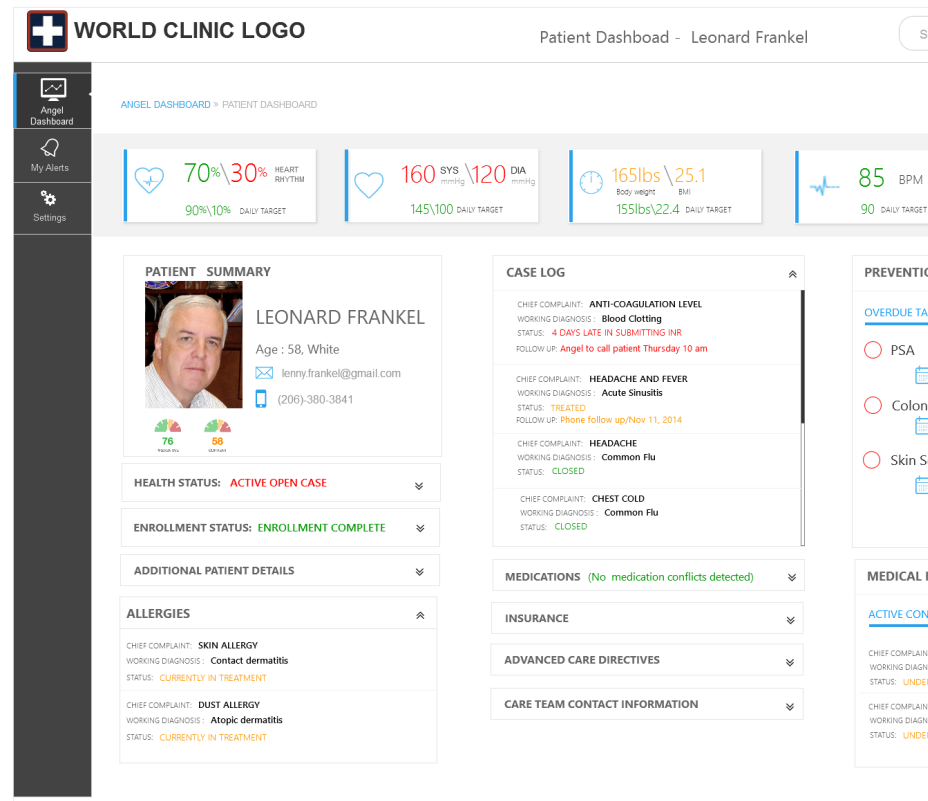 WORLD CLINIC LOGO
Patient Dashboad - Leonard Frankel
S
Angel
Dashboard
My Alerts
Settings
ANGEL DASHBOARD » PATIENT DASHBOARD
70%\30% HEART RHYTHM
90%\10% DAILY TARGET
160 SYS mmHg \120 DIA mmHg
145\100 DAILY TARGET
165lbs \ 25.1
Body weight BMI
155lbs\22.4 DAILY TARGET
85 BPM
90 DAILY TARGET
PATIENT SUMMARY
LEONARD FRANKEL
Age : 58, White
lenny.frankel@gmail.com
(206)-380-3841
76 58
HEALTH STATUS: ACTIVE OPEN CASE
ENROLLMENT STATUS: ENROLLMENT COMPLETE
ADDITIONAL PATIENT DETAILS
ALLERGIES
CHIEF COMPLAINT: SKIN ALLERGY
WORKING DIAGNOSIS : Contact dermatitis
STATUS: CURRENTLY IN TREATMENT
CHIEF COMPLAINT: DUST ALLERGY
WORKING DIAGNOSIS : Atopic dermatitis
STATUS: CURRENTLY IN TREATMENT
CASE LOG
CHIEF COMPLAINT: ANTI-COAGULATION LEVEL
WORKING DIAGNOSIS : Blood Clotting
STATUS: 4 DAYS LATE IN SUBMITTING INR
FOLLOW UP: Angel to call patient Thursday 10 am
CHIEF COMPLAINT: HEADACHE AND FEVER
WORKING DIAGNOSIS : Acute Sinusitis
STATUS: TREATED
FOLLOW UP: Phone follow up/Nov 11, 2014
CHIEF COMPLAINT: HEADACHE
WORKING DIAGNOSIS : Common Flu
STATUS: CLOSED
CHIEF COMPLAINT: CHEST COLD
WORKING DIAGNOSIS : Common Flu
STATUS: CLOSED
MEDICATIONS (No medication conflicts detected)
INSURANCE
ADVANCED CARE DIRECTIVES
CARE TEAM CONTACT INFORMATION
PREVENTIO
OVERDUE TA
PSA
Colon
Skin S
MEDICAL
ACTIVE CON
CHIEF COMPLAIN
WORKING DIAGN
STATUS: UNDE
CHIEF COMPLAIN
WORKING DIAGN
STATUS: UNDE